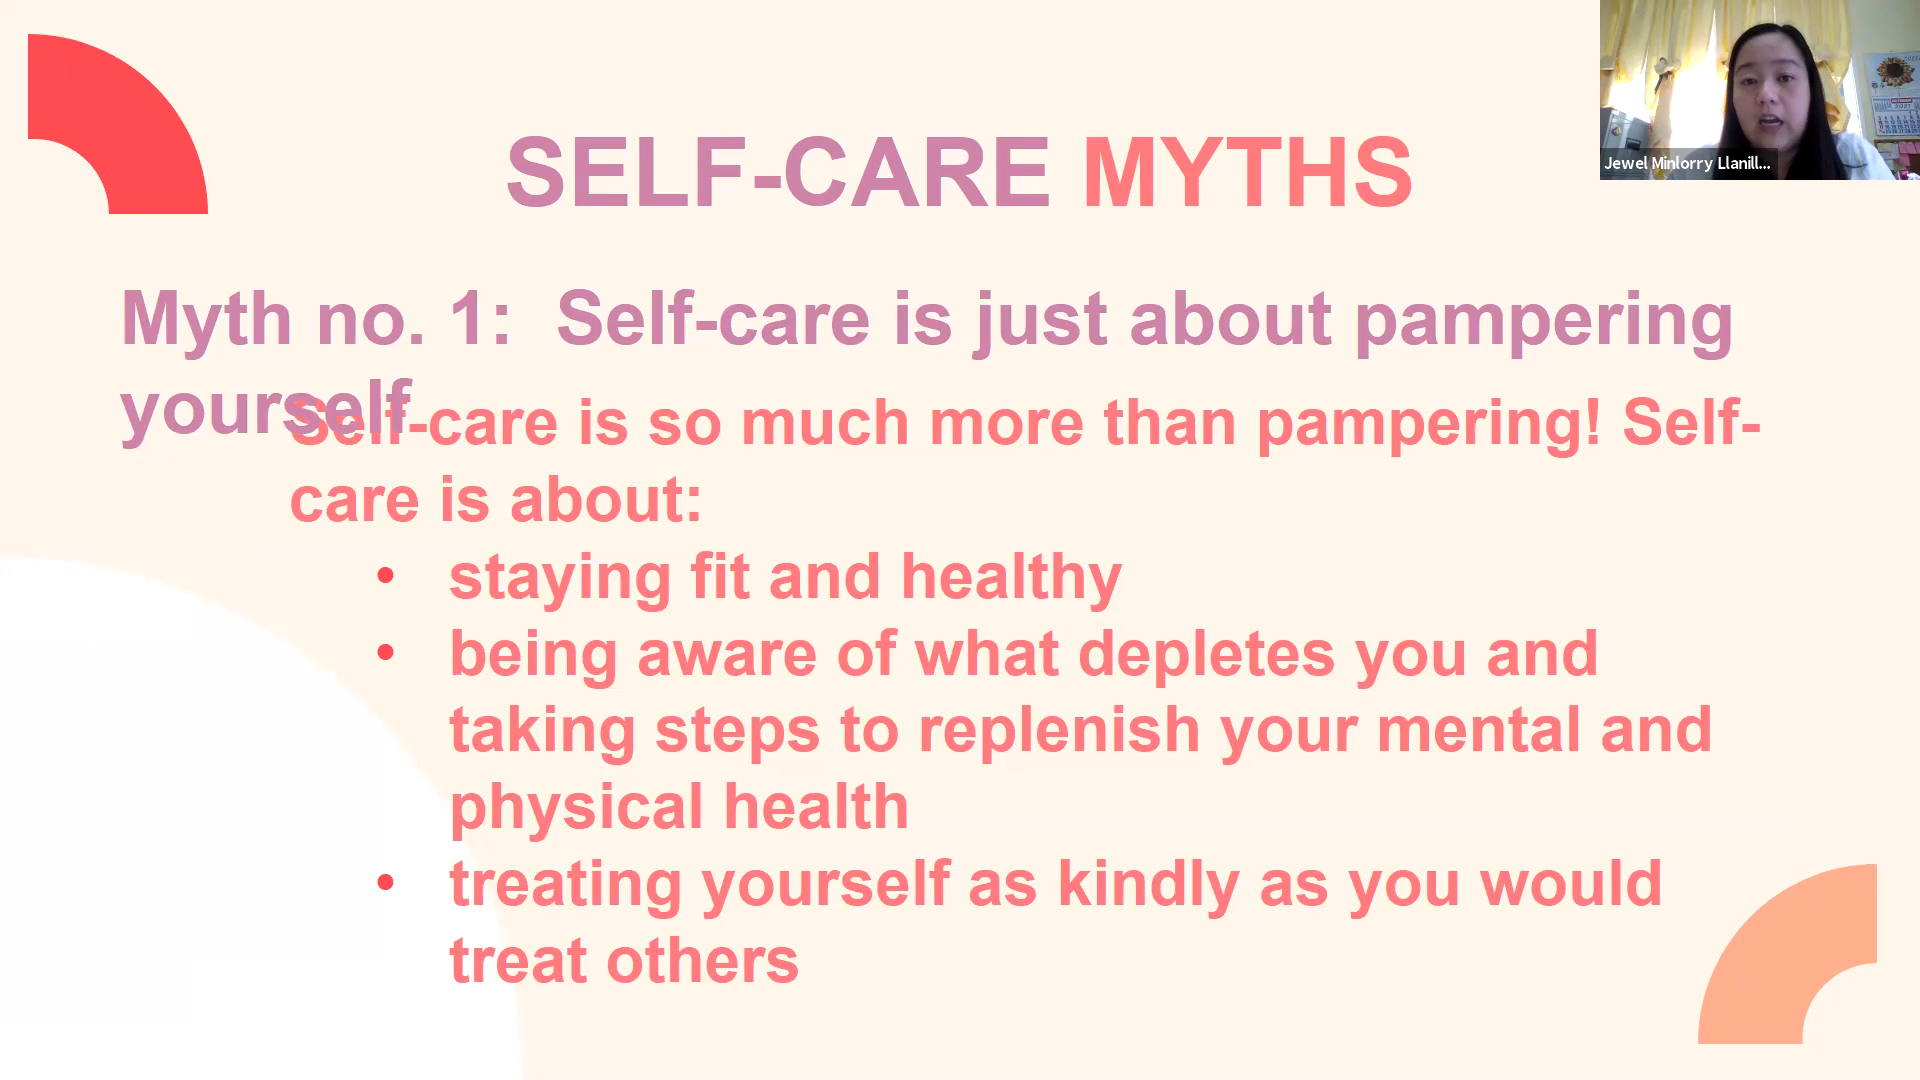 SELF-CARE MYTHS
Jewel Minlorry Llanill...
Myth no. 1:  Self-care is just about pampering
yourself
Self-care is so much more than pampering! Self-
care is about:
• staying fit and healthy
• being aware of what depletes you and
taking steps to replenish your mental and
physical health
• treating yourself as kindly as you would
treat others